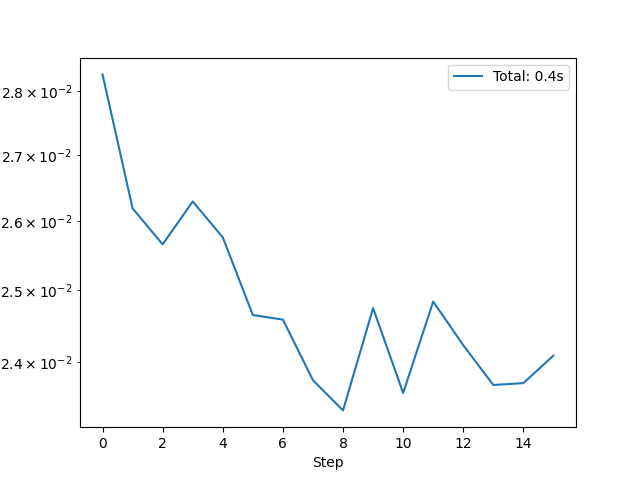 Total: 0.4s
2.8 × 10⁻²
2.7 × 10⁻²
2.6 × 10⁻²
2.5 × 10⁻²
2.4 × 10⁻²
0 2 4 6 8 10 12 14
Step